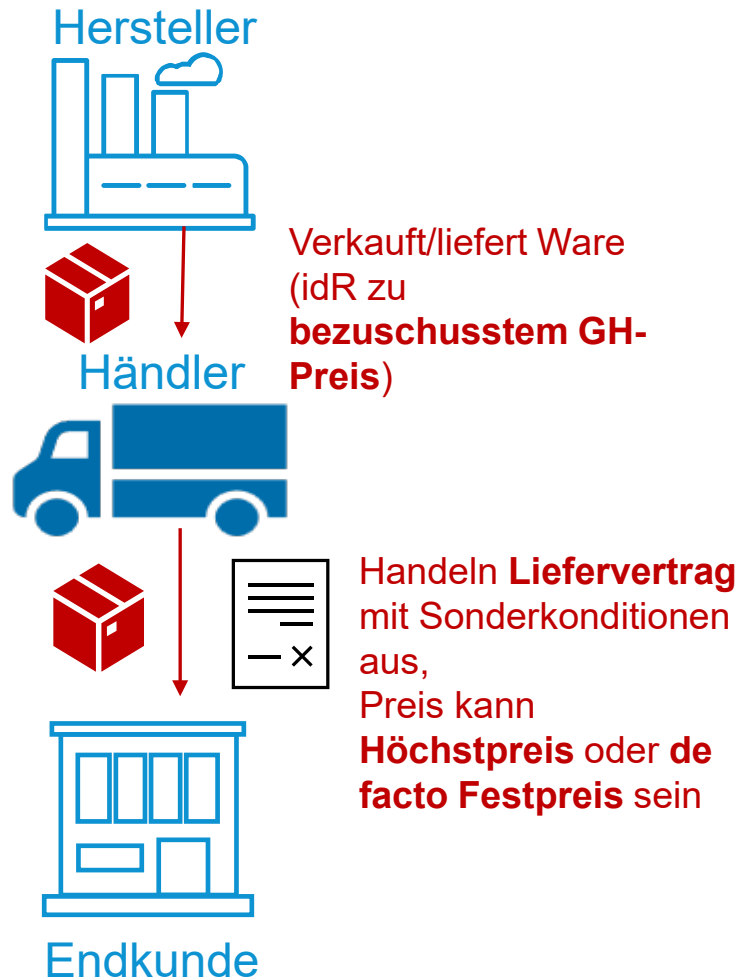 Hersteller
Verkauft/liefert Ware
(idR zu
bezuschusstem GH-
Preis)
Händler
Handeln Liefervertrag
mit Sonderkonditionen
aus,
Preis kann
Höchstpreis oder de
facto Festpreis sein
Endkunde